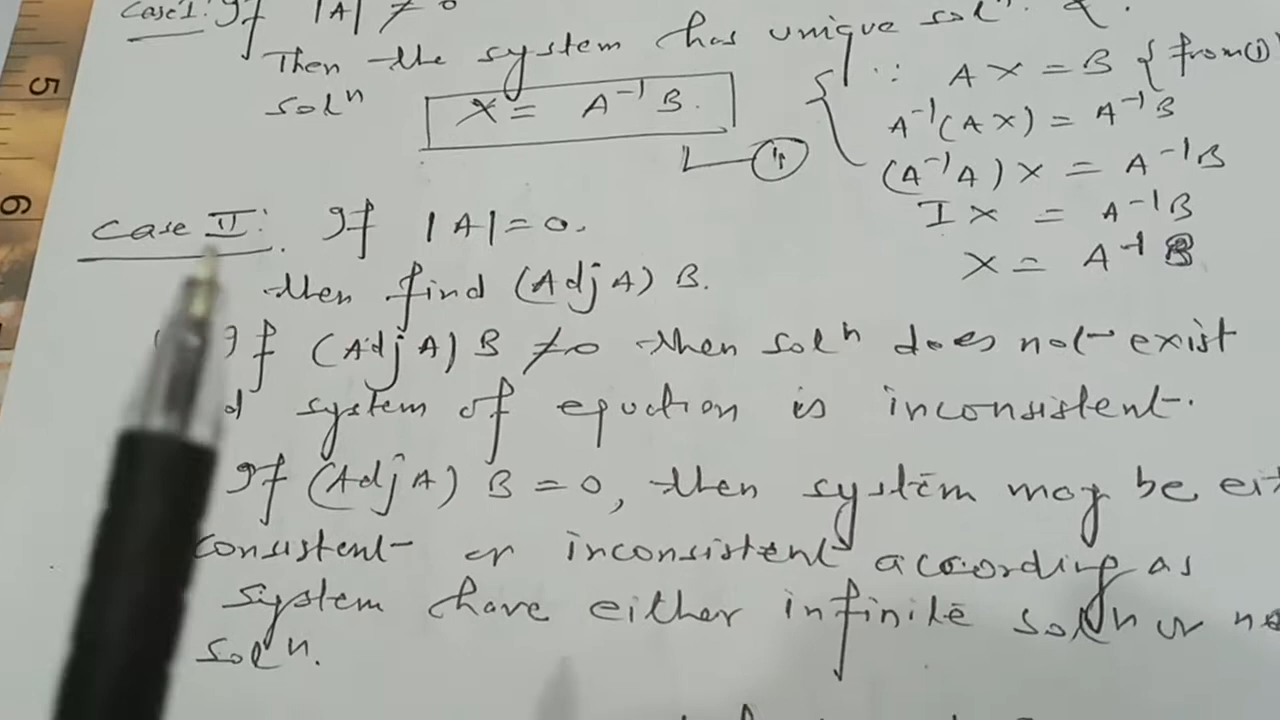 Case I: If |A| ≠ 0
Then the system has unique solⁿ.
solⁿ X = A⁻¹ B.
∵ AX = B { from (i)
A⁻¹(AX) = A⁻¹B
(A⁻¹A)X = A⁻¹B
IX = A⁻¹B
X = A⁻¹B
Case II: If |A| = 0.
then find (Adj A) B.
If (Adj A) B ≠ 0 then solⁿ does not exist
system of equation is inconsistent.
If (Adj A) B = 0, then system may be
consistent or inconsistent according as
system have either infinite solⁿ or
solⁿ.
5
6